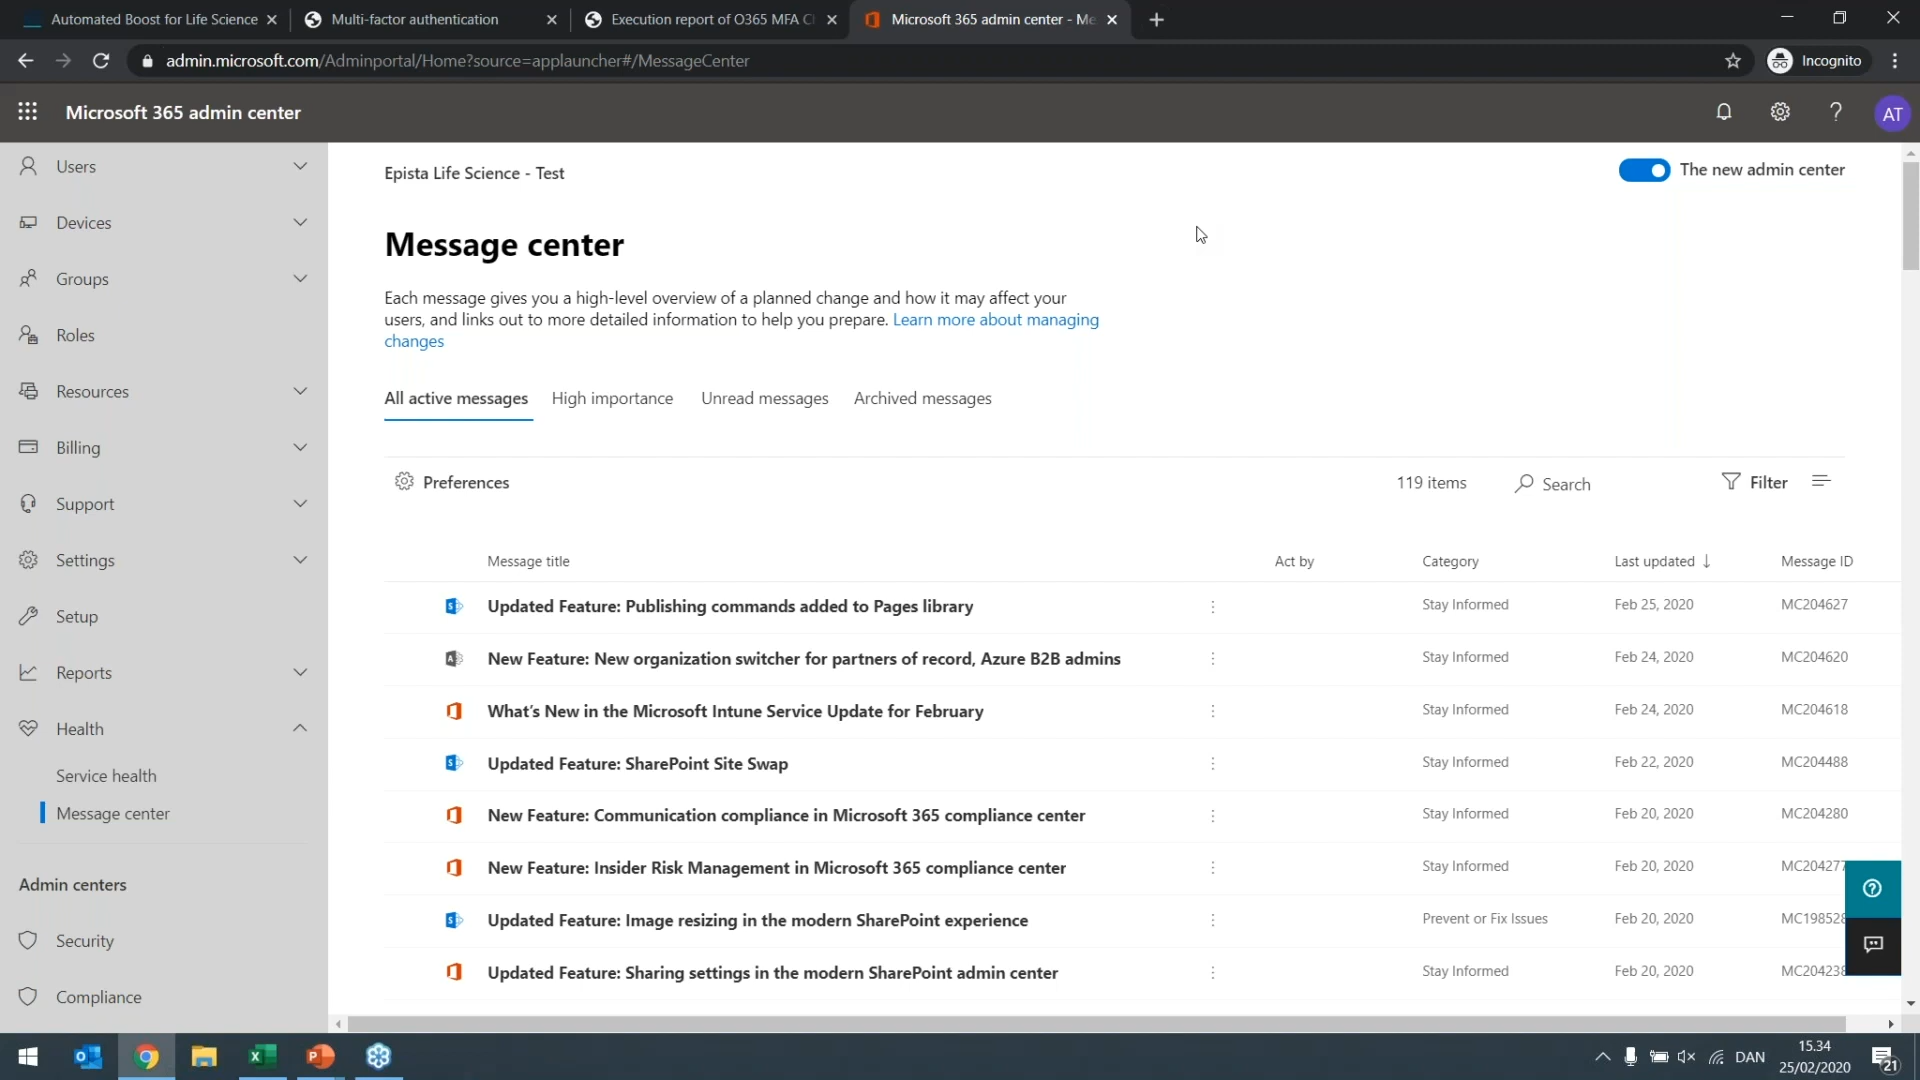 Automated Boost for Life Science
Multi-factor authentication
Execution report of O365 MFA C
Microsoft 365 admin center - Me
admin.microsoft.com/Adminportal/Home?source=applauncher#/MessageCenter
Incognito
Microsoft 365 admin center
AT
Users
Devices
Groups
Roles
Resources
Billing
Support
Settings
Setup
Reports
Health
Service health
Message center
Admin centers
Security
Compliance
Epista Life Science - Test
The new admin center
Message center
Each message gives you a high-level overview of a planned change and how it may affect your
users, and links out to more detailed information to help you prepare. Learn more about managing
changes
All active messages High importance Unread messages Archived messages
Preferences 119 items Search Filter
Message title Act by Category Last updated ↓ Message ID
Updated Feature: Publishing commands added to Pages library Stay Informed Feb 25, 2020 MC204627
New Feature: New organization switcher for partners of record, Azure B2B admins Stay Informed Feb 24, 2020 MC204620
What's New in the Microsoft Intune Service Update for February Stay Informed Feb 24, 2020 MC204618
Updated Feature: SharePoint Site Swap Stay Informed Feb 22, 2020 MC204488
New Feature: Communication compliance in Microsoft 365 compliance center Stay Informed Feb 20, 2020 MC204280
New Feature: Insider Risk Management in Microsoft 365 compliance center Stay Informed Feb 20, 2020 MC204277
Updated Feature: Image resizing in the modern SharePoint experience Prevent or Fix Issues Feb 20, 2020 MC198528
Updated Feature: Sharing settings in the modern SharePoint admin center Stay Informed Feb 20, 2020 MC204238
DAN
15.34
25/02/2020
21